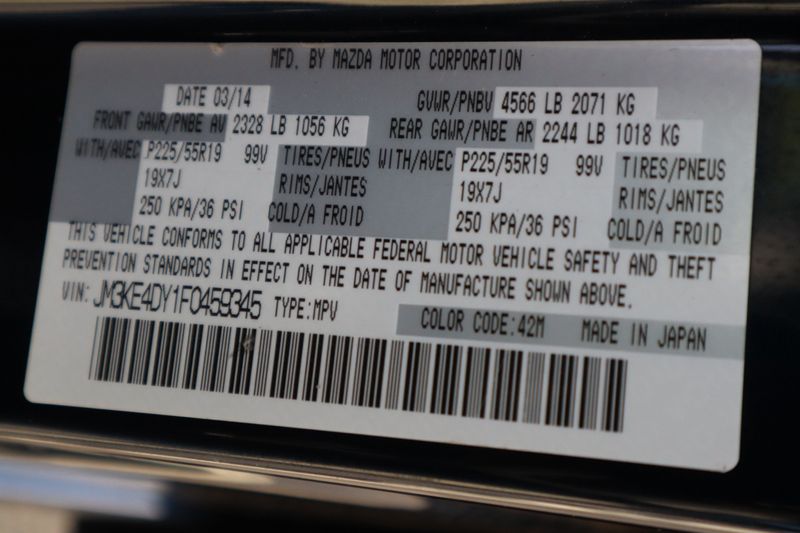 MFD. BY MAZDA MOTOR CORPORATION
DATE 03/14 GVWR/PNBV 4566 LB 2071 KG
FRONT GAWR/PNBE AV 2328 LB 1056 KG REAR GAWR/PNBE AR 2244 LB 1018 KG
WITH/AVEC P225/55R19 99V TIRES/PNEUS WITH/AVEC P225/55R19 99V TIRES/PNEUS
19X7J RIMS/JANTES 19X7J RIMS/JANTES
250 KPA/36 PSI COLD/A FROID 250 KPA/36 PSI COLD/A FROID
THIS VEHICLE CONFORMS TO ALL APPLICABLE FEDERAL MOTOR VEHICLE SAFETY AND THEFT
PREVENTION STANDARDS IN EFFECT ON THE DATE OF MANUFACTURE SHOWN ABOVE.
VIN: JM3KE4DY1F0459345 TYPE:MPV
COLOR CODE:42M MADE IN JAPAN